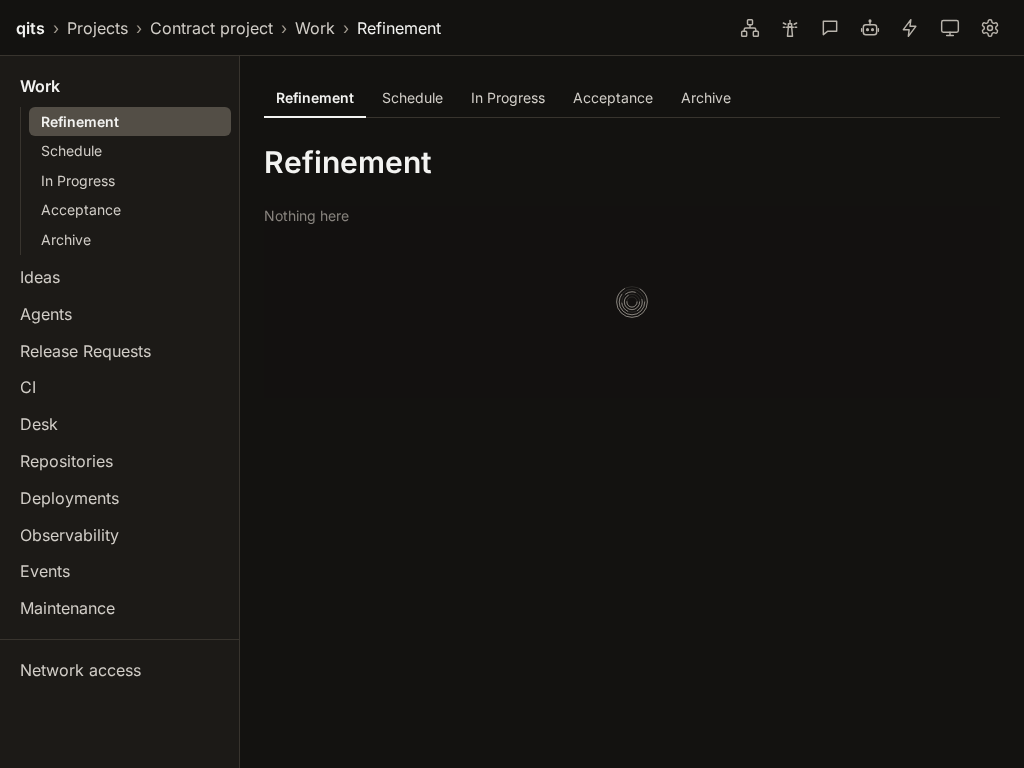 qits › Projects › Contract project › Work › Refinement
Work
Refinement
Schedule
In Progress
Acceptance
Archive
Ideas
Agents
Release Requests
CI
Desk
Repositories
Deployments
Observability
Events
Maintenance
Network access
Refinement Schedule In Progress Acceptance Archive
Refinement
Nothing here